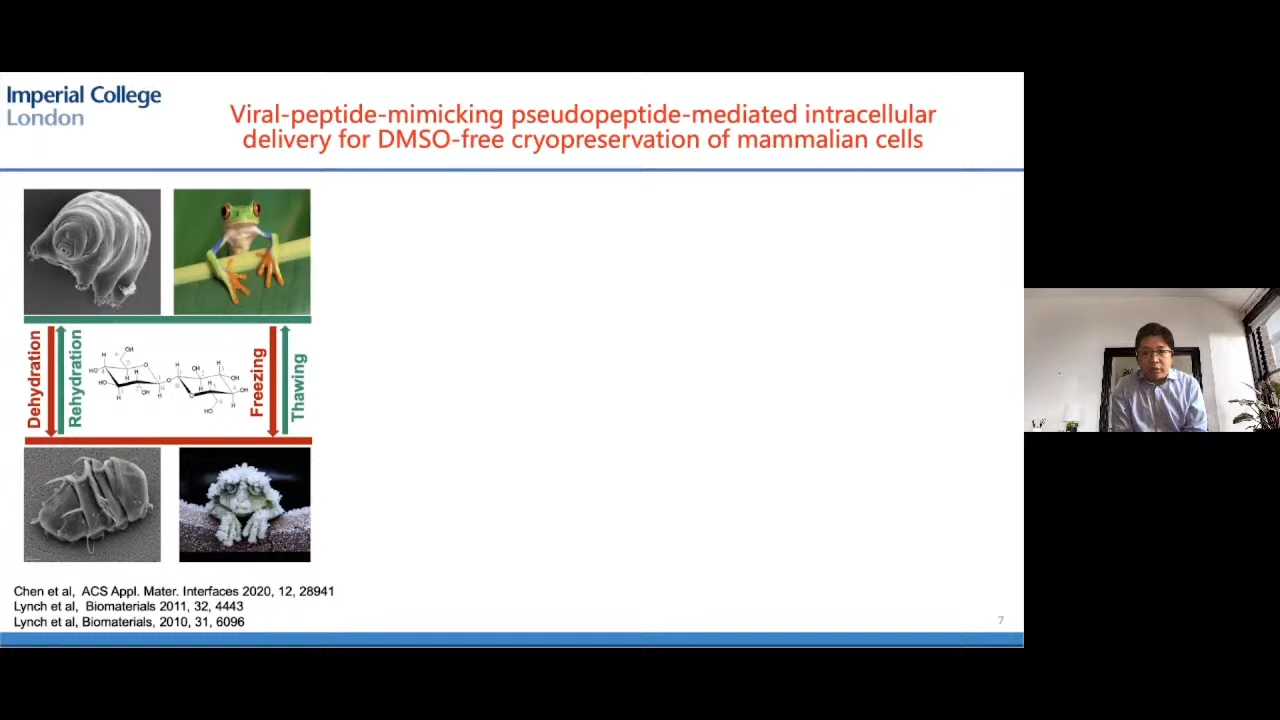 Imperial College
London
Viral-peptide-mimicking pseudopeptide-mediated intracellular
delivery for DMSO-free cryopreservation of mammalian cells
Dehydration
Rehydration
Freezing
Thawing
Chen et al, ACS Appl. Mater. Interfaces 2020, 12, 28941
Lynch et al, Biomaterials 2011, 32, 4443
Lynch et al, Biomaterials, 2010, 31, 6096
7